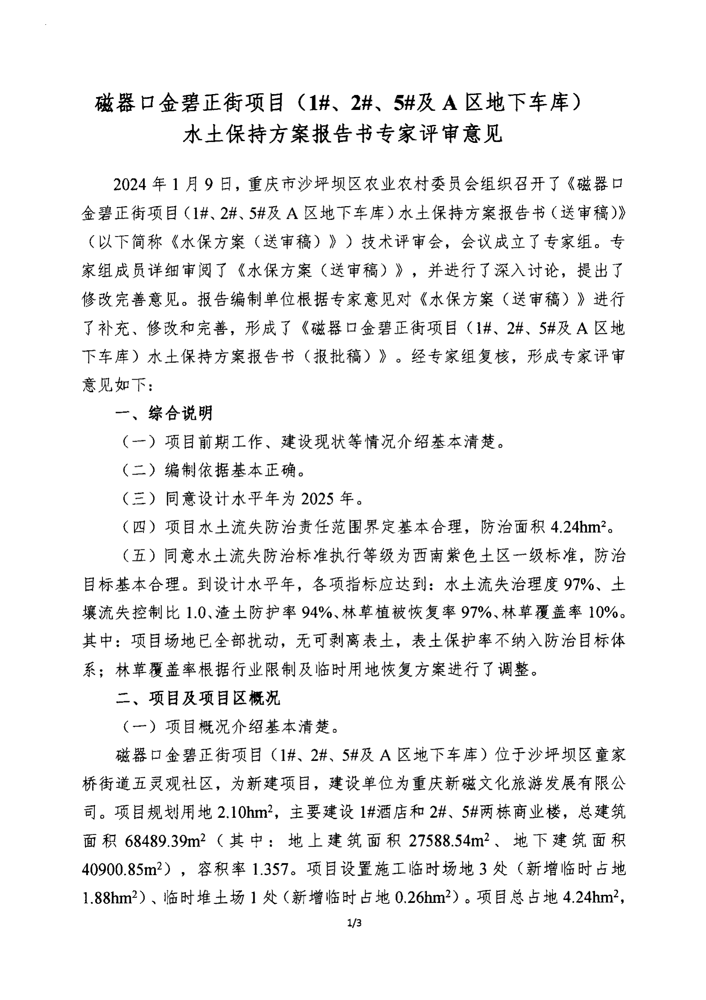 磁器口金碧正街项目（1#、2#、5#及 A 区地下车库）
水土保持方案报告书专家评审意见
2024 年 1 月 9 日，重庆市沙坪坝区农业农村委员会组织召开了《磁器口
金碧正街项目（1#、2#、5#及 A 区地下车库）水土保持方案报告书（送审稿）》
（以下简称《水保方案（送审稿）》）技术评审会，会议成立了专家组。专
家组成员详细审阅了《水保方案（送审稿）》，并进行了深入讨论，提出了
修改完善意见。报告编制单位根据专家意见对《水保方案（送审稿）》进行
了补充、修改和完善，形成了《磁器口金碧正街项目（1#、2#、5#及 A 区地
下车库）水土保持方案报告书（报批稿）》。经专家组复核，形成专家评审
意见如下：
一、综合说明
（一）项目前期工作、建设现状等情况介绍基本清楚。
（二）编制依据基本正确。
（三）同意设计水平年为 2025 年。
（四）项目水土流失防治责任范围界定基本合理，防治面积 4.24hm²。
（五）同意水土流失防治标准执行等级为西南紫色土区一级标准，防治
目标基本合理。到设计水平年，各项指标应达到：水土流失治理度 97%、土
壤流失控制比 1.0、渣土防护率 94%、林草植被恢复率 97%、林草覆盖率 10%。
其中：项目场地已全部扰动，无可剥离表土，表土保护率不纳入防治目标体
系；林草覆盖率根据行业限制及临时用地恢复方案进行了调整。
二、项目及项目区概况
（一）项目概况介绍基本清楚。
磁器口金碧正街项目（1#、2#、5#及 A 区地下车库）位于沙坪坝区童家
桥街道五灵观社区，为新建项目，建设单位为重庆新磁文化旅游发展有限公
司。项目规划用地 2.10hm²，主要建设 1#酒店和 2#、5#两栋商业楼，总建筑
面积 68489.39m²（其中：地上建筑面积 27588.54m²、地下建筑面积
40900.85m²），容积率 1.357。项目设置施工临时场地 3 处（新增临时占地
1.88hm²）、临时堆土场 1 处（新增临时占地 0.26hm²）。项目总占地 4.24hm²，
1/3